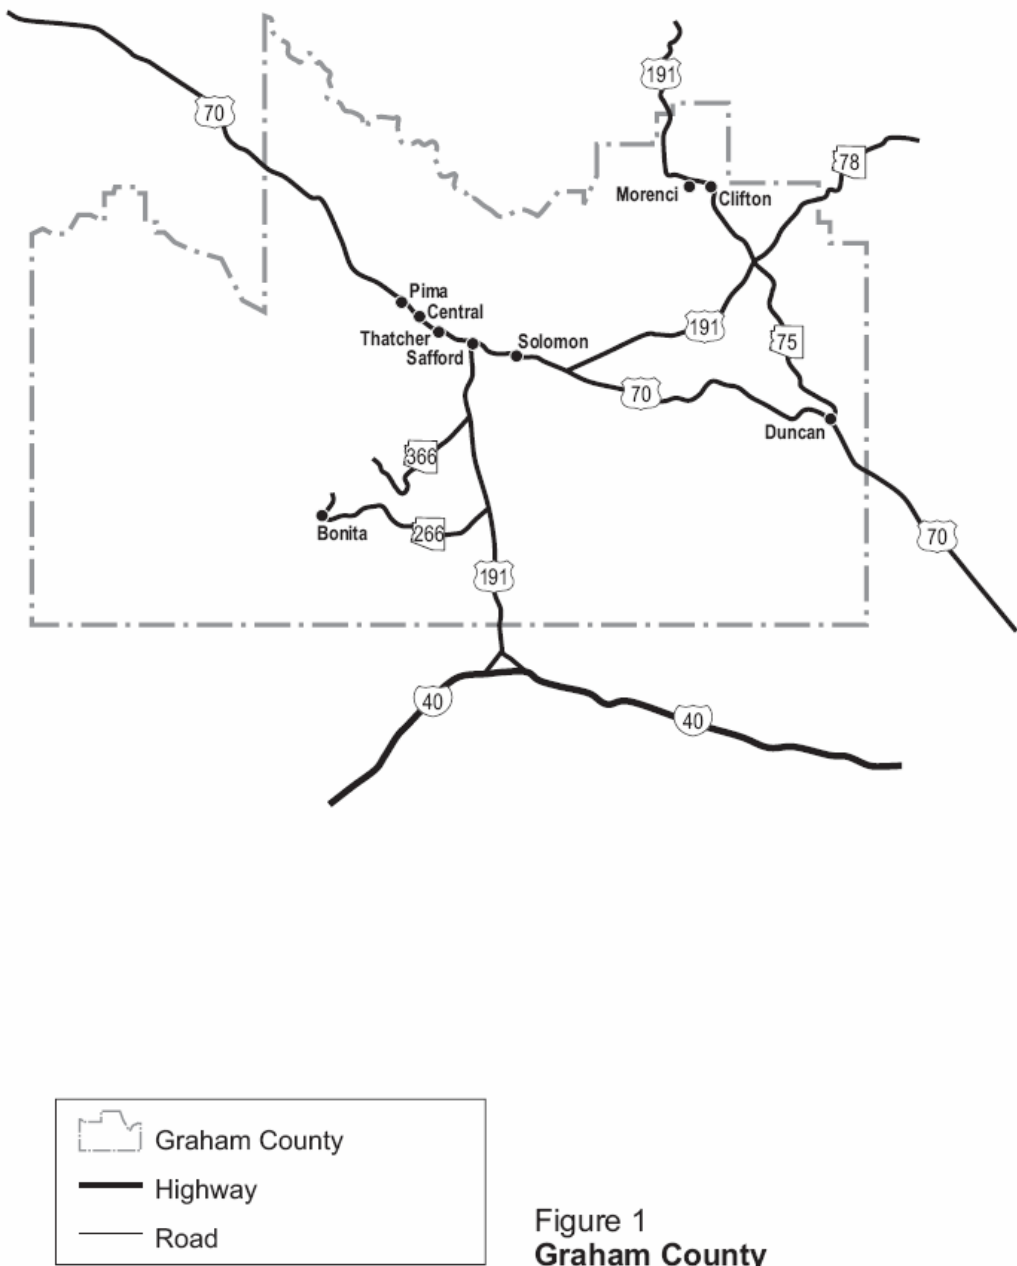 191
70
78
Morenci
Clifton
Pima
Central
Thatcher
Safford
Solomon
191
75
70
Duncan
366
266
Bonita
70
191
40
40
Graham County
Highway
Road
Figure 1
Graham County